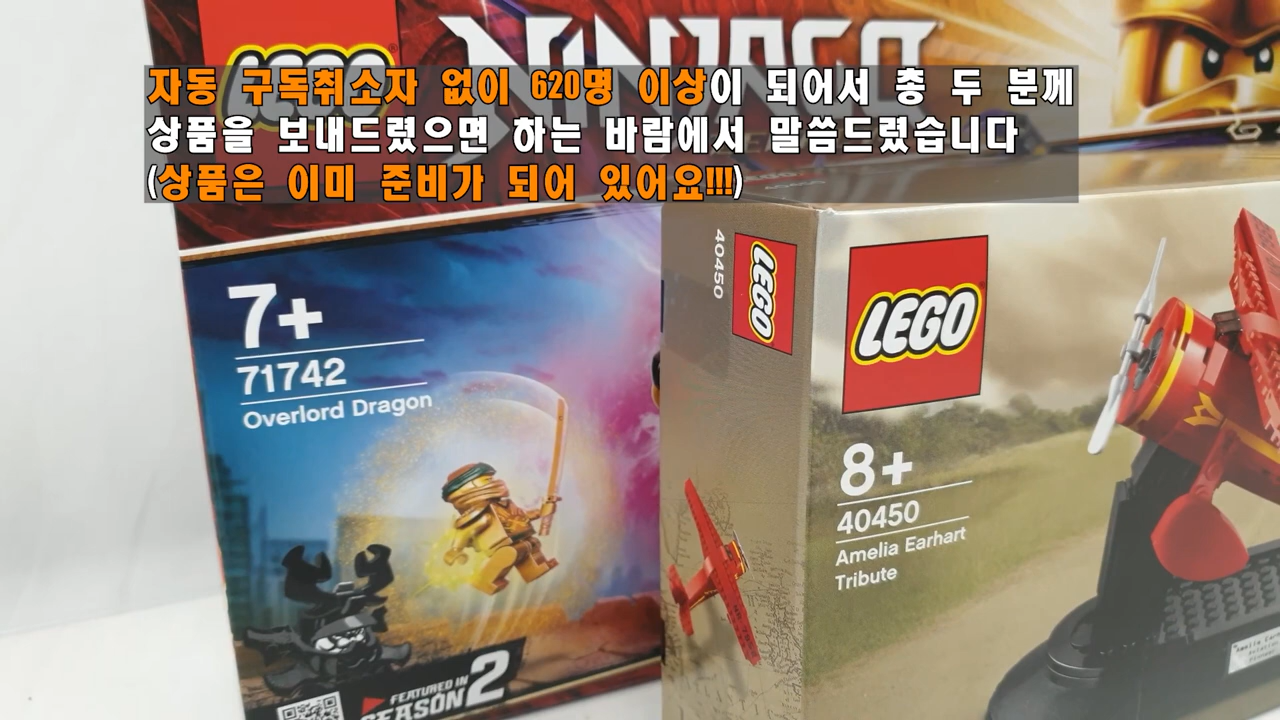 LEGO
NINJAGO
자동 구독취소자 없이 620명 이상이 되어서 총 두 분께
상품을 보내드렸으면 하는 바람에서 말씀드렸습니다
(상품은 이미 준비가 되어 있어요!!!)
7+
71742
Overlord Dragon
FEATURED IN
SEASON 2
40450
LEGO
LEGO
8+
40450
Amelia Earhart
Tribute